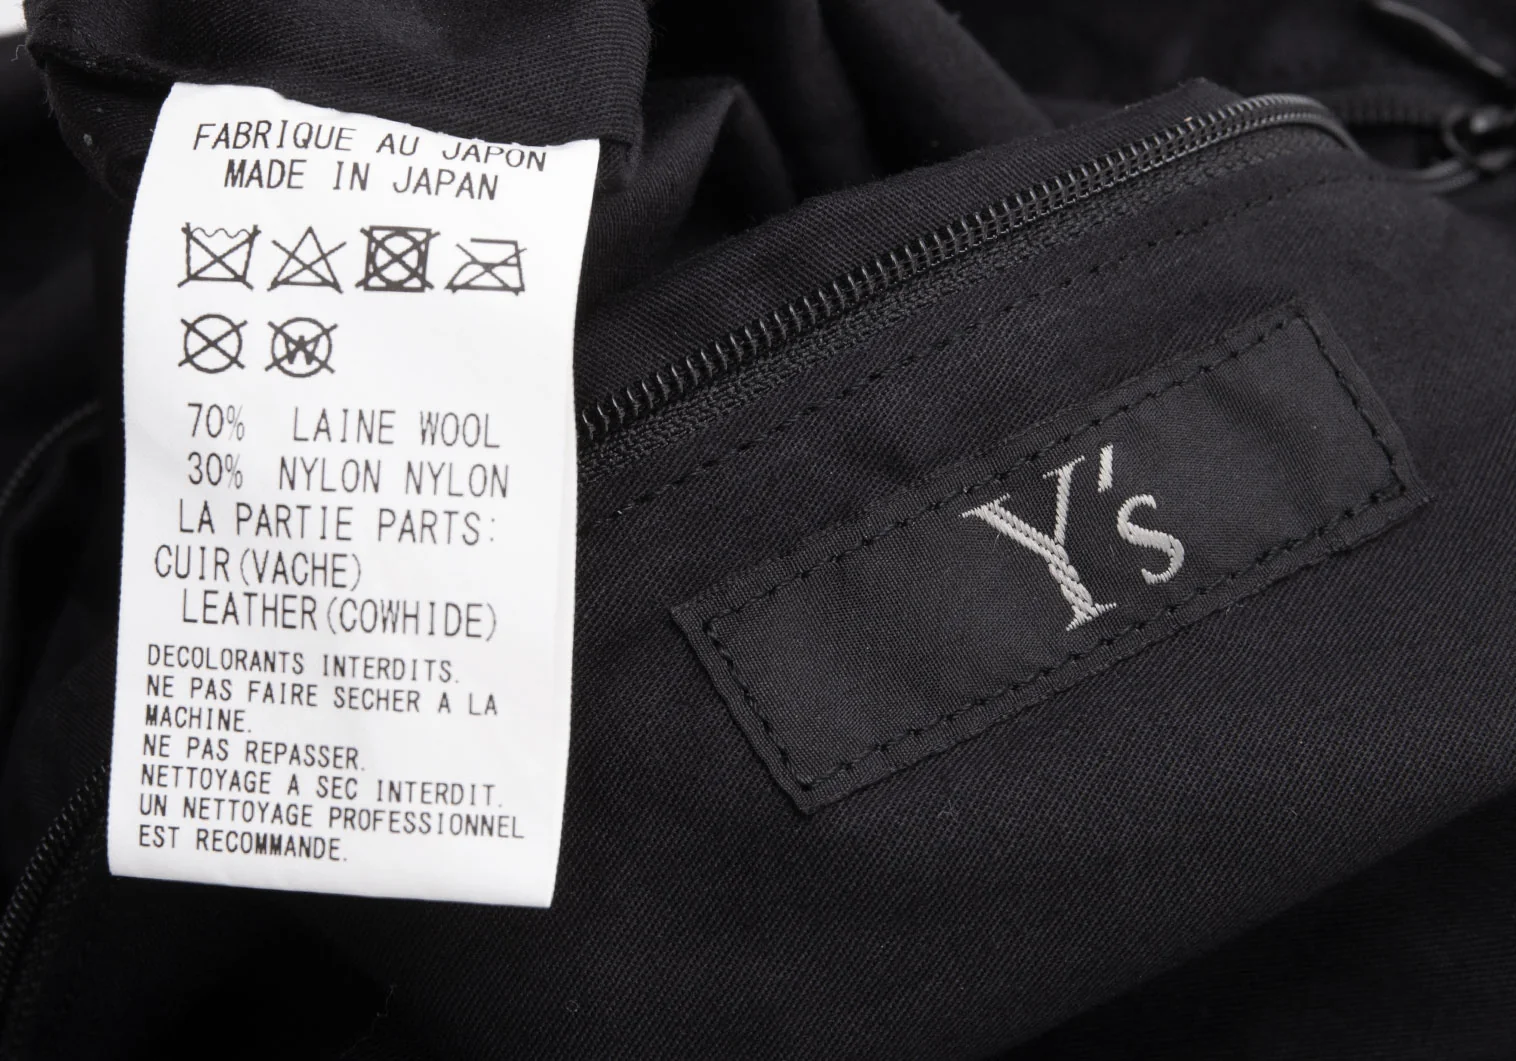 FABRIQUE AU JAPON
MADE IN JAPAN
W
70% LAINE WOOL
30% NYLON NYLON
LA PARTIE PARTS:
CUIR(VACHE)
LEATHER(COWHIDE)
DECOLORANTS INTERDITS.
NE PAS FAIRE SECHER A LA
MACHINE.
NE PAS REPASSER.
NETTOYAGE A SEC INTERDIT.
UN NETTOYAGE PROFESSIONNEL
EST RECOMMANDE.
Y's